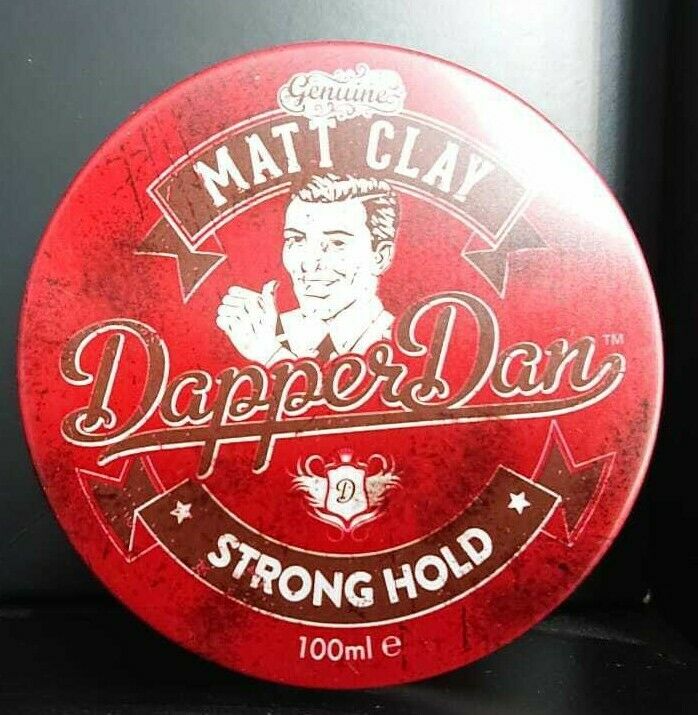 Genuine
MATT CLAY
Dapper Dan™
D
STRONG HOLD
100ml ℮